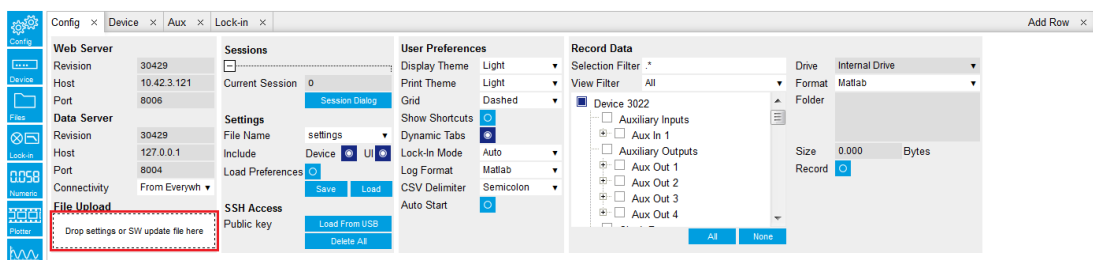 Config × Device × Aux × Lock-in × Add Row ×
Config
Device
Files
Lock-in
0.058
Numeric
Plotter
Web Server
Revision 30429
Host 10.42.3.121
Port 8006
Data Server
Revision 30429
Host 127.0.0.1
Port 8004
Connectivity From Everywh
File Upload
Drop settings or SW update file here
Sessions
Current Session 0
Session Dialog
Settings
File Name settings
Include Device UI
Load Preferences
Save Load
SSH Access
Public key Load From USB
Delete All
User Preferences
Display Theme Light
Print Theme Light
Grid Dashed
Show Shortcuts
Dynamic Tabs
Lock-In Mode Auto
Log Format Matlab
CSV Delimiter Semicolon
Auto Start
Record Data
Selection Filter .*
View Filter All
Device 3022
Auxiliary Inputs
Aux In 1
Auxiliary Outputs
Aux Out 1
Aux Out 2
Aux Out 3
Aux Out 4
All None
Drive Internal Drive
Format Matlab
Folder
Size 0.000 Bytes
Record